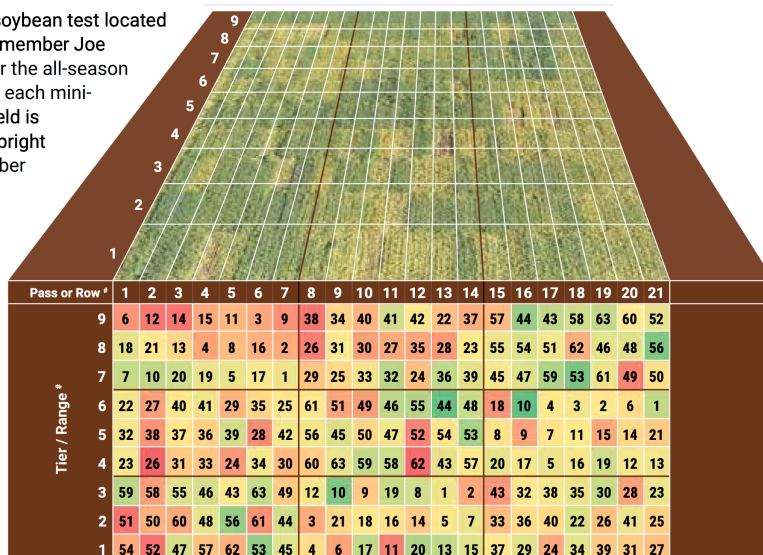 soybean test located
member Joe
r the all-season
each mini-
eld is
bright
ber
9
8
7
6
5
4
3
2
1
Pass or Row # 1 2 3 4 5 6 7 8 9 10 11 12 13 14 15 16 17 18 19 20 21
Tier / Range #
9 6 12 14 15 11 3 9 38 34 40 41 42 22 37 57 44 43 58 63 60 52
8 18 21 13 4 8 16 2 26 31 30 27 35 28 23 55 54 51 62 46 48 56
7 7 10 20 19 5 17 1 29 25 33 32 24 36 39 45 47 59 53 61 49 50
6 22 27 40 41 29 35 25 61 51 49 46 55 44 48 18 10 4 3 2 6 1
5 32 38 37 36 39 28 42 56 45 50 47 52 54 53 8 9 7 11 15 14 21
4 23 26 31 33 24 34 30 60 63 59 58 62 43 57 20 17 5 16 19 12 13
3 59 58 55 46 43 63 49 12 10 9 19 8 1 2 43 32 38 35 30 28 23
2 51 50 60 48 56 61 44 3 21 18 16 14 5 7 33 36 40 22 26 41 25
1 54 52 47 57 62 53 45 4 6 17 11 20 13 15 37 29 24 34 39 31 27